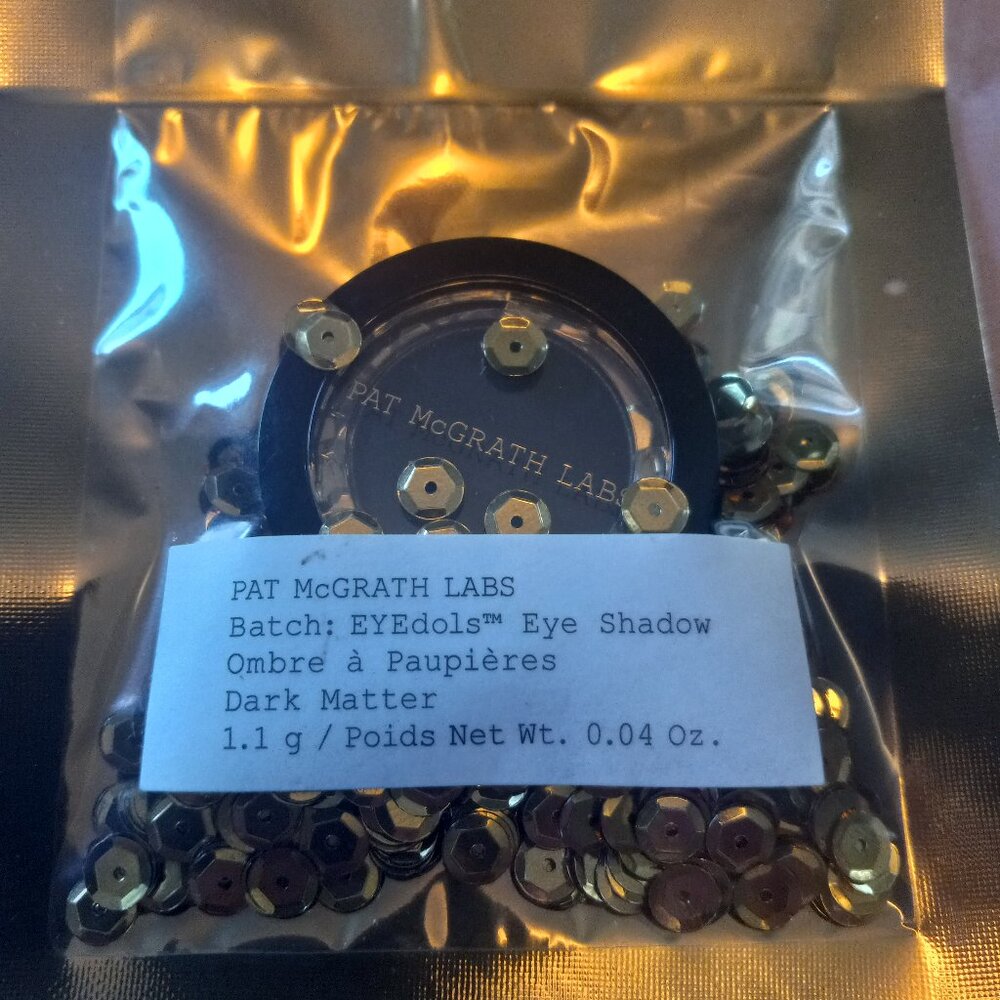 PAT McGRATH LABS
PAT McGRATH LABS
Batch: EYEdols™ Eye Shadow
Ombre à Paupières
Dark Matter
1.1 g / Poids Net Wt. 0.04 Oz.